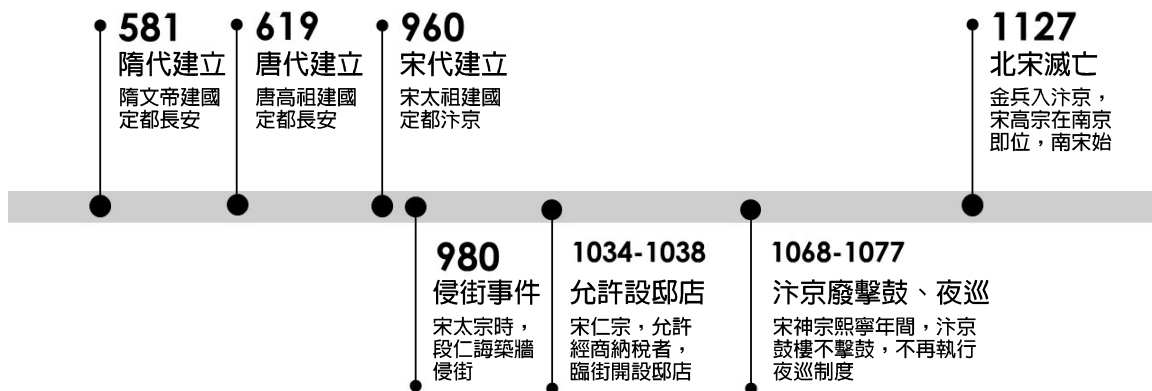 581
隋代建立
隋文帝建國
定都長安
619
唐代建立
唐高祖建國
定都長安
960
宋代建立
宋太祖建國
定都汴京
1127
北宋滅亡
金兵入汴京，
宋高宗在南京
即位，南宋始
980
侵街事件
宋太宗時，
段仁誨築牆
侵街
1034-1038
允許設邸店
宋仁宗，允許
經商納稅者，
臨街開設邸店
1068-1077
汴京廢擊鼓、夜巡
宋神宗熙寧年間，汴京
鼓樓不擊鼓，不再執行
夜巡制度